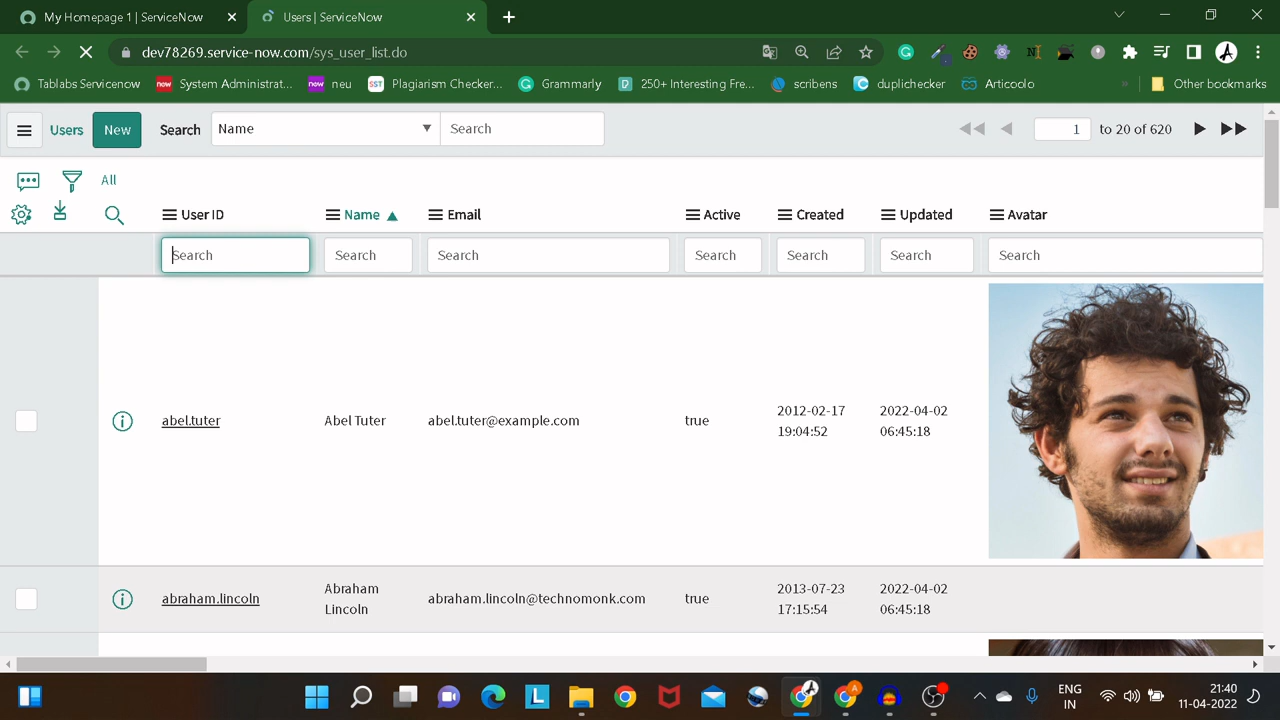 My Homepage 1 | ServiceNow
Users | ServiceNow
dev78269.service-now.com/sys_user_list.do
Tablabs Servicenow
now System Administrat...
now neu
SST Plagiarism Checker...
Grammarly
250+ Interesting Fre...
scribens
duplichecker
Articoolo
»
Other bookmarks
Users New Search Name Search 1 to 20 of 620
All
User ID Name Email Active Created Updated Avatar
Search Search Search Search Search Search Search
abel.tuter Abel Tuter abel.tuter@example.com true 2012-02-17 19:04:52 2022-04-02 06:45:18
abraham.lincoln Abraham Lincoln abraham.lincoln@technomonk.com true 2013-07-23 17:15:54 2022-04-02 06:45:18
ENG IN
21:40
11-04-2022